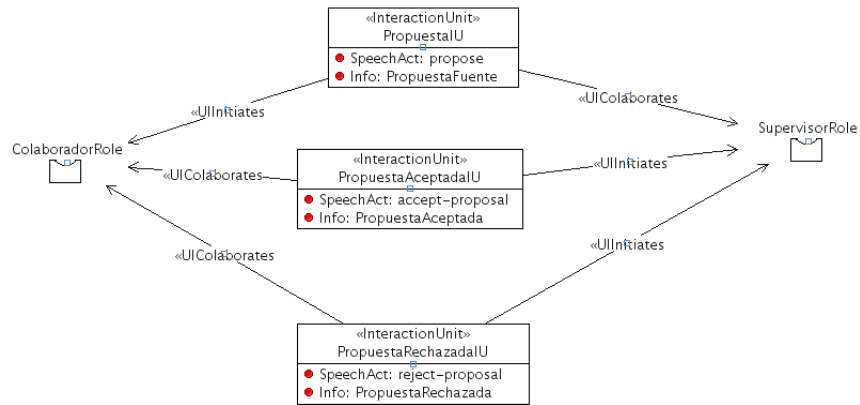 «InteractionUnit»
PropuestaIU
SpeechAct: propose
Info: PropuestaFuente
«UIInitiates»
«UIColaborates»
ColaboradorRole
SupervisorRole
«InteractionUnit»
PropuestaAceptadaIU
SpeechAct: accept-proposal
Info: PropuestaAceptada
«UIColaborates»
«UIInitiates»
«UIColaborates»
«UIInitiates»
«InteractionUnit»
PropuestaRechazadaIU
SpeechAct: reject-proposal
Info: PropuestaRechazada